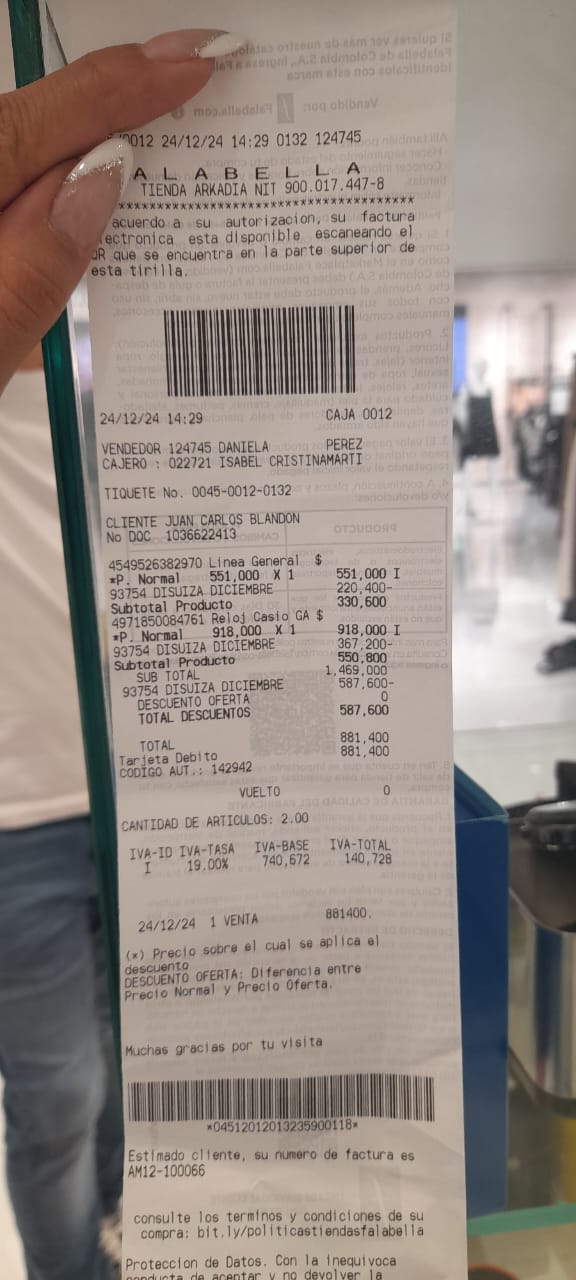 0012 24/12/24 14:29 0132 124745
A L A B E L L A
TIENDA ARKADIA NIT 900.017.447-8
****************************************
acuerdo a su autorizacion, su factura
ectronica esta disponible escaneando el
QR que se encuentra en la parte superior de
esta tirilla.
24/12/24 14:29 CAJA 0012
VENDEDOR 124745 DANIELA PEREZ
CAJERO : 022721 ISABEL CRISTINAMARTI
TIQUETE No. 0045-0012-0132
CLIENTE JUAN CARLOS BLANDON
No DOC 1036622413
4549526382970 Linea General $
*P. Normal 551,000 X 1 551,000 I
93754 DISUIZA DICIEMBRE 220,400-
Subtotal Producto 330,600
4971850084761 Reloj Casio GA $
*P. Normal 918,000 X 1 918,000 I
93754 DISUIZA DICIEMBRE 367,200-
Subtotal Producto 550,800
SUB TOTAL 1,469,000
93754 DISUIZA DICIEMBRE 587,600-
DESCUENTO OFERTA 0
TOTAL DESCUENTOS 587,600
TOTAL 881,400
Tarjeta Debito 881,400
CODIGO AUT.: 142942
VUELTO 0
CANTIDAD DE ARTICULOS: 2.00
IVA-ID IVA-TASA IVA-BASE IVA-TOTAL
I 19.00% 740,672 140,728
24/12/24 1 VENTA 881400.
(*) Precio sobre el cual se aplica el
descuento
DESCUENTO OFERTA: Diferencia entre
Precio Normal y Precio Oferta.
Muchas gracias por tu visita
*04512012013235900118*
Estimado cliente, su numero de factura es
AM12-100066
consulte los terminos y condiciones de su
compra: bit.ly/politicastiendasfalabella
Proteccion de Datos. Con la inequivoca
conducta de aceptar y no devolver la